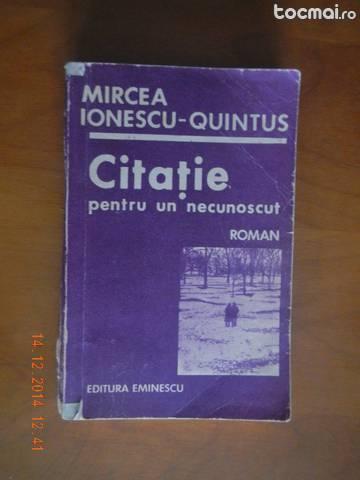 tocmai.ro
MIRCEA
IONESCU-QUINTUS
Citație
pentru un necunoscut
ROMAN
EDITURA EMINESCU
14.12.2014 12:41